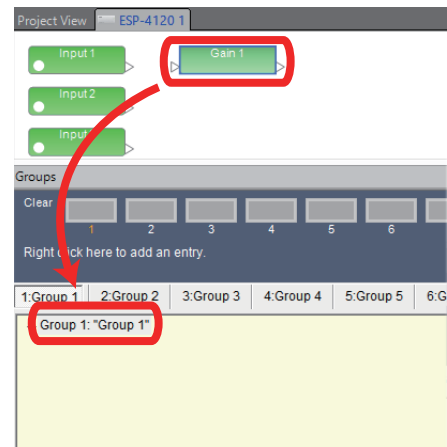 Project View ESP-4120 1
Input 1 Gain 1
Input 2
Input
Groups
Clear
1 2 3 4 5 6
Right click here to add an entry.
1:Group 1 2:Group 2 3:Group 3 4:Group 4 5:Group 5 6:G
Group 1: "Group 1"